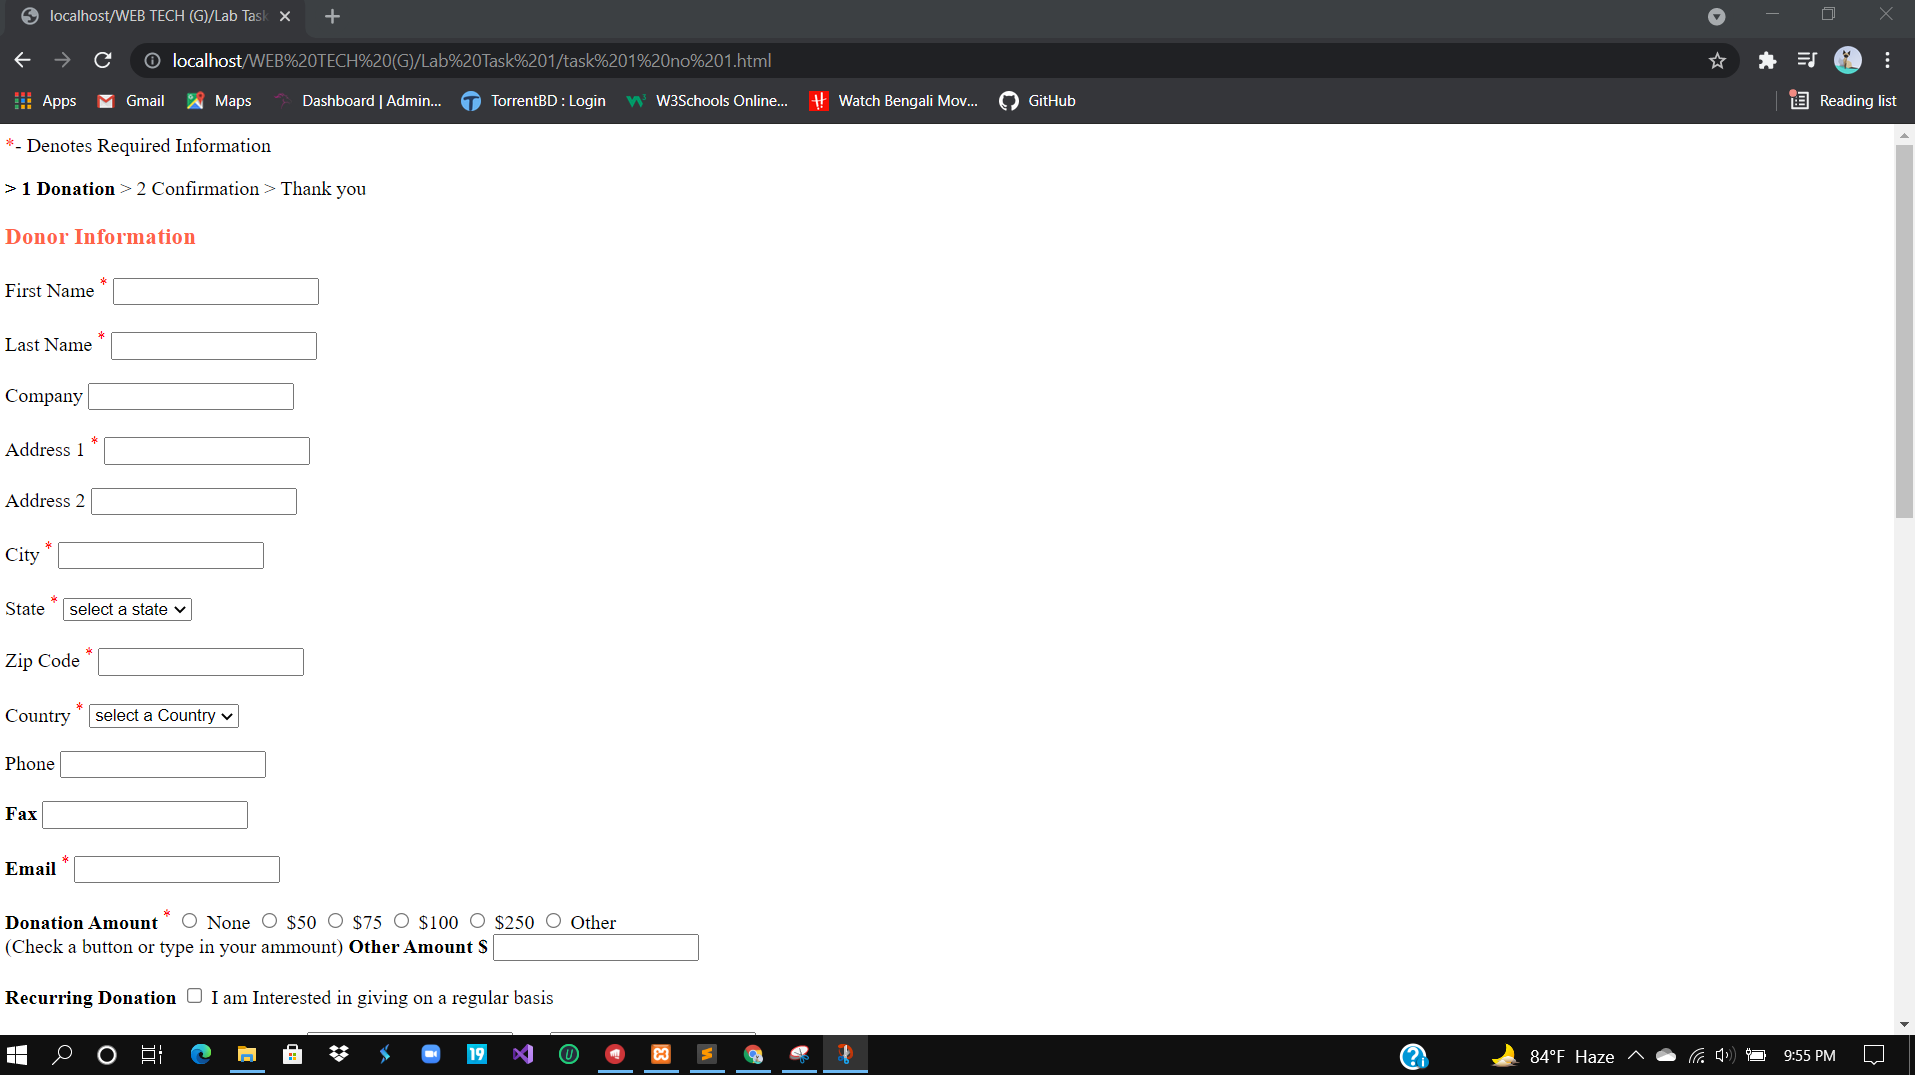 localhost/WEB TECH (G)/Lab Task
localhost/WEB%20TECH%20(G)/Lab%20Task%201/task%201%20no%201.html
Apps Gmail Maps Dashboard | Admin... TorrentBD : Login W3Schools Online... Watch Bengali Mov... GitHub Reading list
*- Denotes Required Information
> 1 Donation > 2 Confirmation > Thank you
Donor Information
First Name *
Last Name *
Company
Address 1 *
Address 2
City *
State * select a state
Zip Code *
Country * select a Country
Phone
Fax
Email *
Donation Amount * None $50 $75 $100 $250 Other
(Check a button or type in your ammount) Other Amount $
Recurring Donation I am Interested in giving on a regular basis
19 84°F Haze 9:55 PM